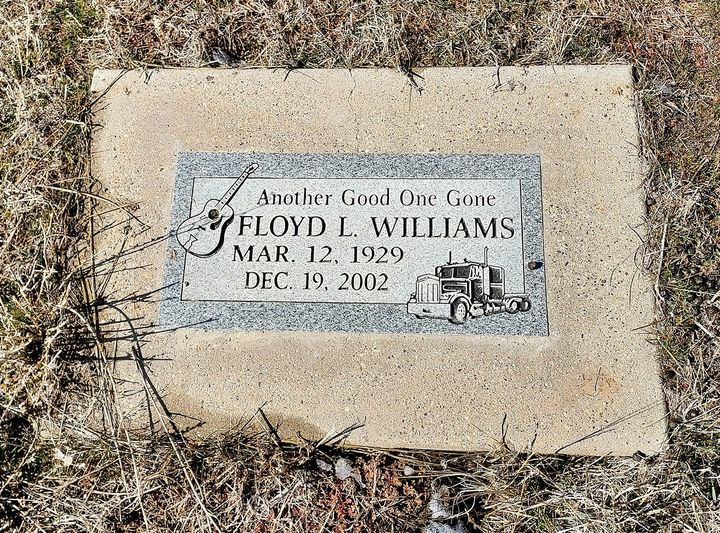 Another Good One Gone
FLOYD L. WILLIAMS
MAR. 12, 1929
DEC. 19, 2002